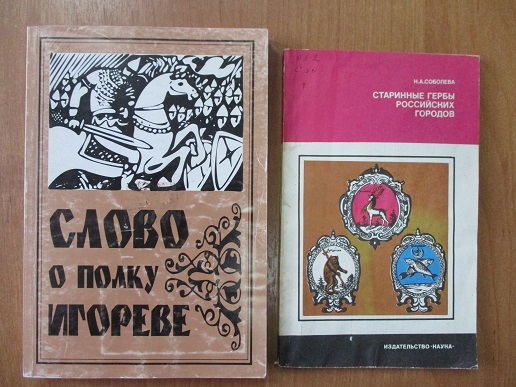 СЛОВО
О ПОЛКУ
ИГОРЕВЕ
Н.А.СОБОЛЕВА
СТАРИННЫЕ ГЕРБЫ
РОССИЙСКИХ
ГОРОДОВ
ИЗДАТЕЛЬСТВО «НАУКА»